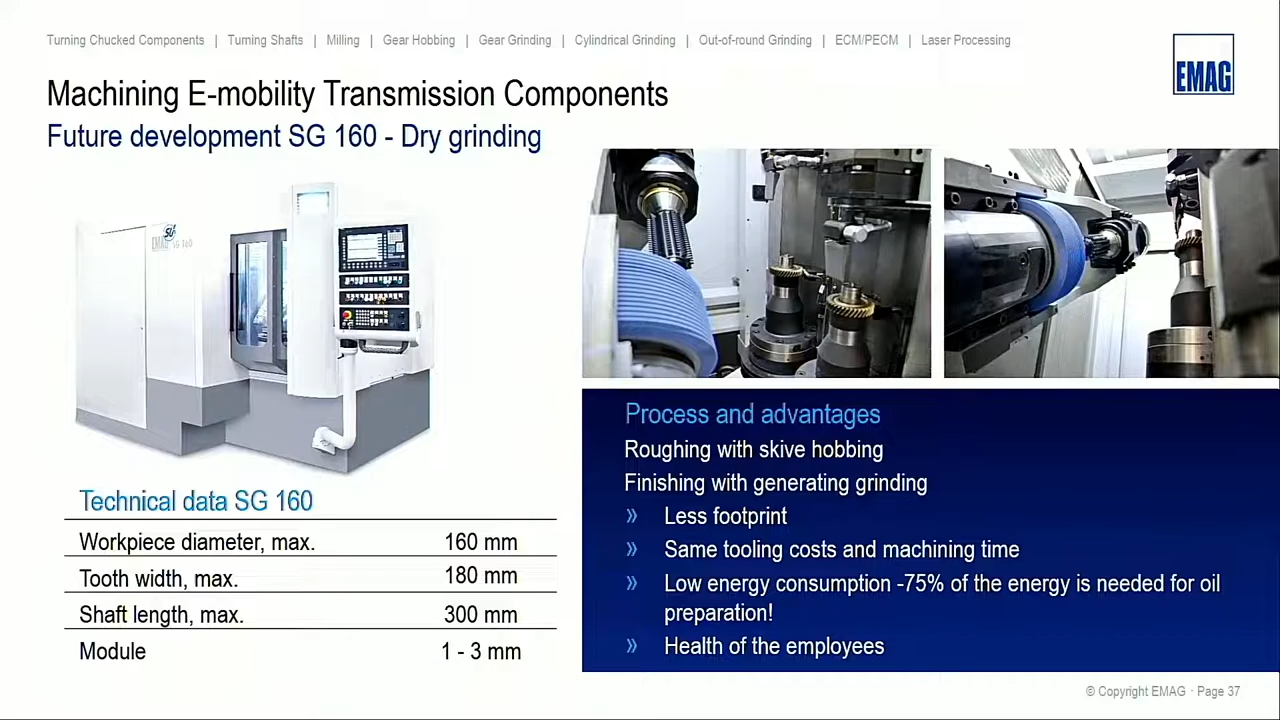 Turning Chucked Components | Turning Shafts | Milling | Gear Hobbing | Gear Grinding | Cylindrical Grinding | Out-of-round Grinding | ECM/PECM | Laser Processing
EMAG
Machining E-mobility Transmission Components
Future development SG 160 - Dry grinding
SU
EMAG SG 160
Technical data SG 160
Workpiece diameter, max. 160 mm
Tooth width, max. 180 mm
Shaft length, max. 300 mm
Module 1 - 3 mm
Process and advantages
Roughing with skive hobbing
Finishing with generating grinding
» Less footprint
» Same tooling costs and machining time
» Low energy consumption -75% of the energy is needed for oil
preparation!
» Health of the employees
© Copyright EMAG · Page 37